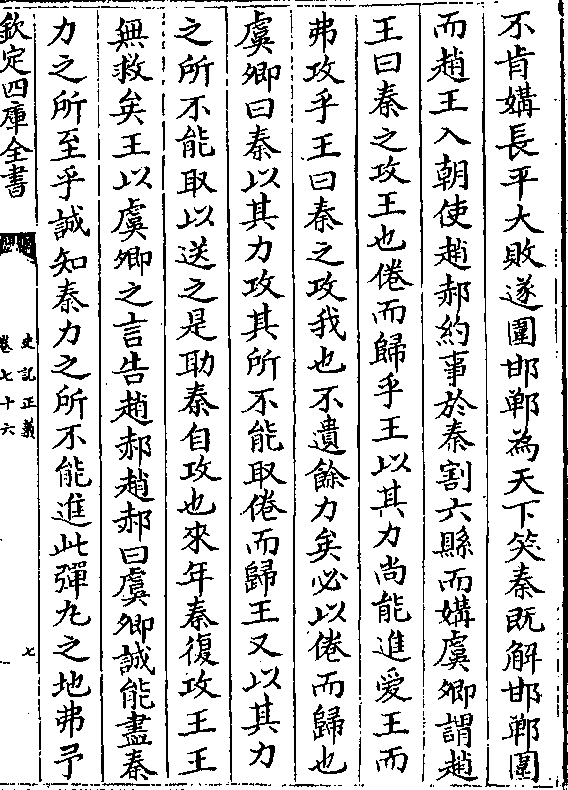 不肯媾長平大敗遂圍邯鄲為天下笑秦既解邯鄲圍
而趙王入朝使趙郝約事於秦割六縣而媾虞卿謂趙
王曰秦之攻王也倦而歸乎王以其力尚能進愛王而
弗攻乎王曰秦之攻我也不遺餘力矣必以倦而歸也
虞卿曰秦以其力攻其所不能取倦而歸王又以其力
之所不能取以送之是助秦自攻也來年秦復攻王王
無救矣王以虞卿之言告趙郝趙郝曰虞卿誠能盡秦
力之所至乎誠知秦力之所不能進此彈丸之地弗予
欽定四庫全書
史記正義
卷七十六
七